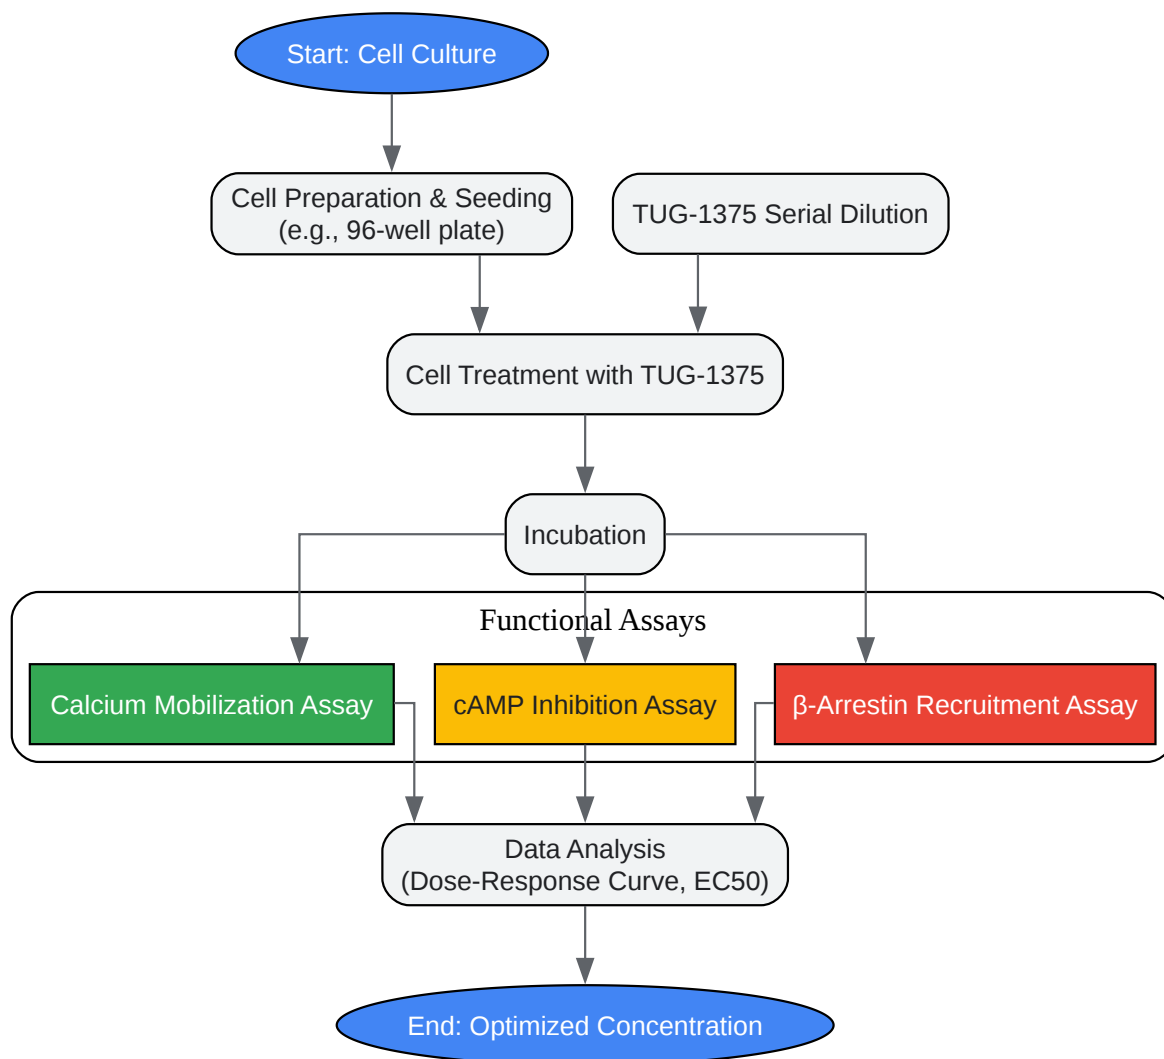 Start: Cell Culture
Cell Preparation & Seeding
(e.g., 96-well plate)
TUG-1375 Serial Dilution
Cell Treatment with TUG-1375
Incubation
Functional Assays
Calcium Mobilization Assay
cAMP Inhibition Assay
β-Arrestin Recruitment Assay
Data Analysis
(Dose-Response Curve, EC50)
End: Optimized Concentration